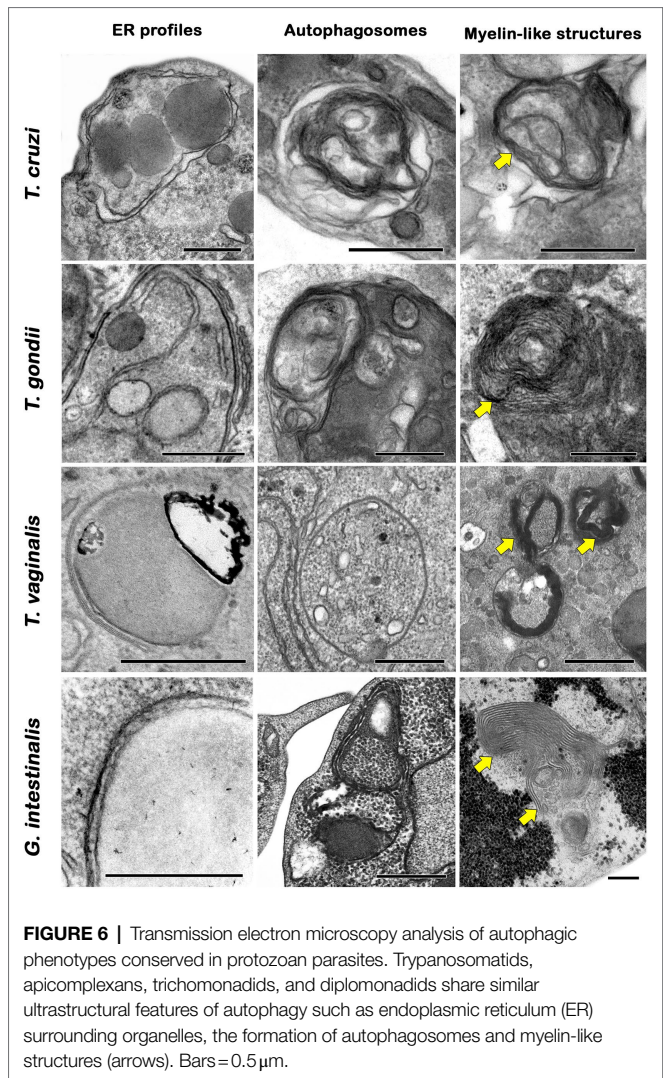 ER profiles Autophagosomes Myelin-like structures
T. cruzi
T. gondii
T. vaginalis
G. intestinalis
FIGURE 6 | Transmission electron microscopy analysis of autophagic
phenotypes conserved in protozoan parasites. Trypanosomatids,
apicomplexans, trichomonadids, and diplomonadids share similar
ultrastructural features of autophagy such as endoplasmic reticulum (ER)
surrounding organelles, the formation of autophagosomes and myelin-like
structures (arrows). Bars=0.5μm.